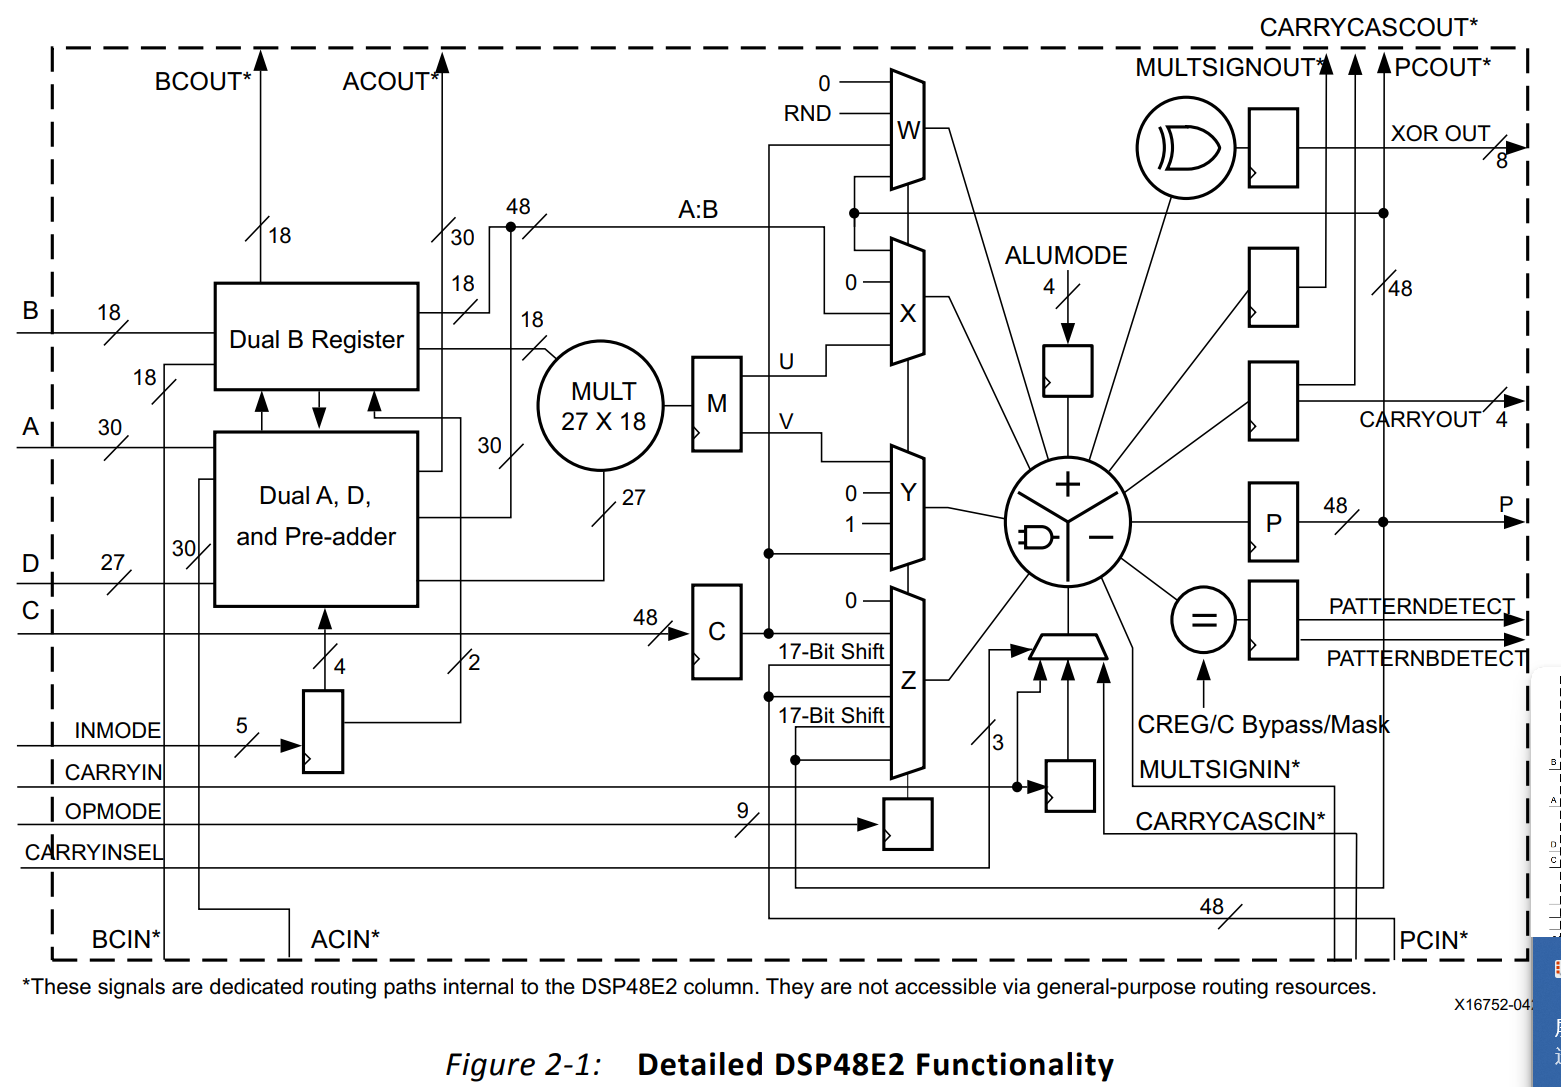 CARRYCASCOUT*
BCOUT*
ACOUT*
MULTSIGNOUT*
PCOUT*
0
RND
W
XOR OUT
8
A:B
48
18
30
18
ALUMODE
4
48
B
18
Dual B Register
18
0
X
18
MULT
27 X 18
M
U
V
A
30
30
CARRYOUT
4
Dual A, D,
and Pre-adder
27
Y
0
1
+
−
P
48
P
D
27
30
C
48
C
0
=
PATTERNDETECT
PATTERNBDETECT
4
2
17-Bit Shift
Z
17-Bit Shift
CREG/C Bypass/Mask
INMODE
5
3
CARRYIN
MULTSIGNIN*
OPMODE
9
CARRYCASCIN*
CARRYINSEL
48
BCIN*
ACIN*
PCIN*
*These signals are dedicated routing paths internal to the DSP48E2 column. They are not accessible via general-purpose routing resources.
X16752-04
Figure 2-1: Detailed DSP48E2 Functionality
B
A
D
C